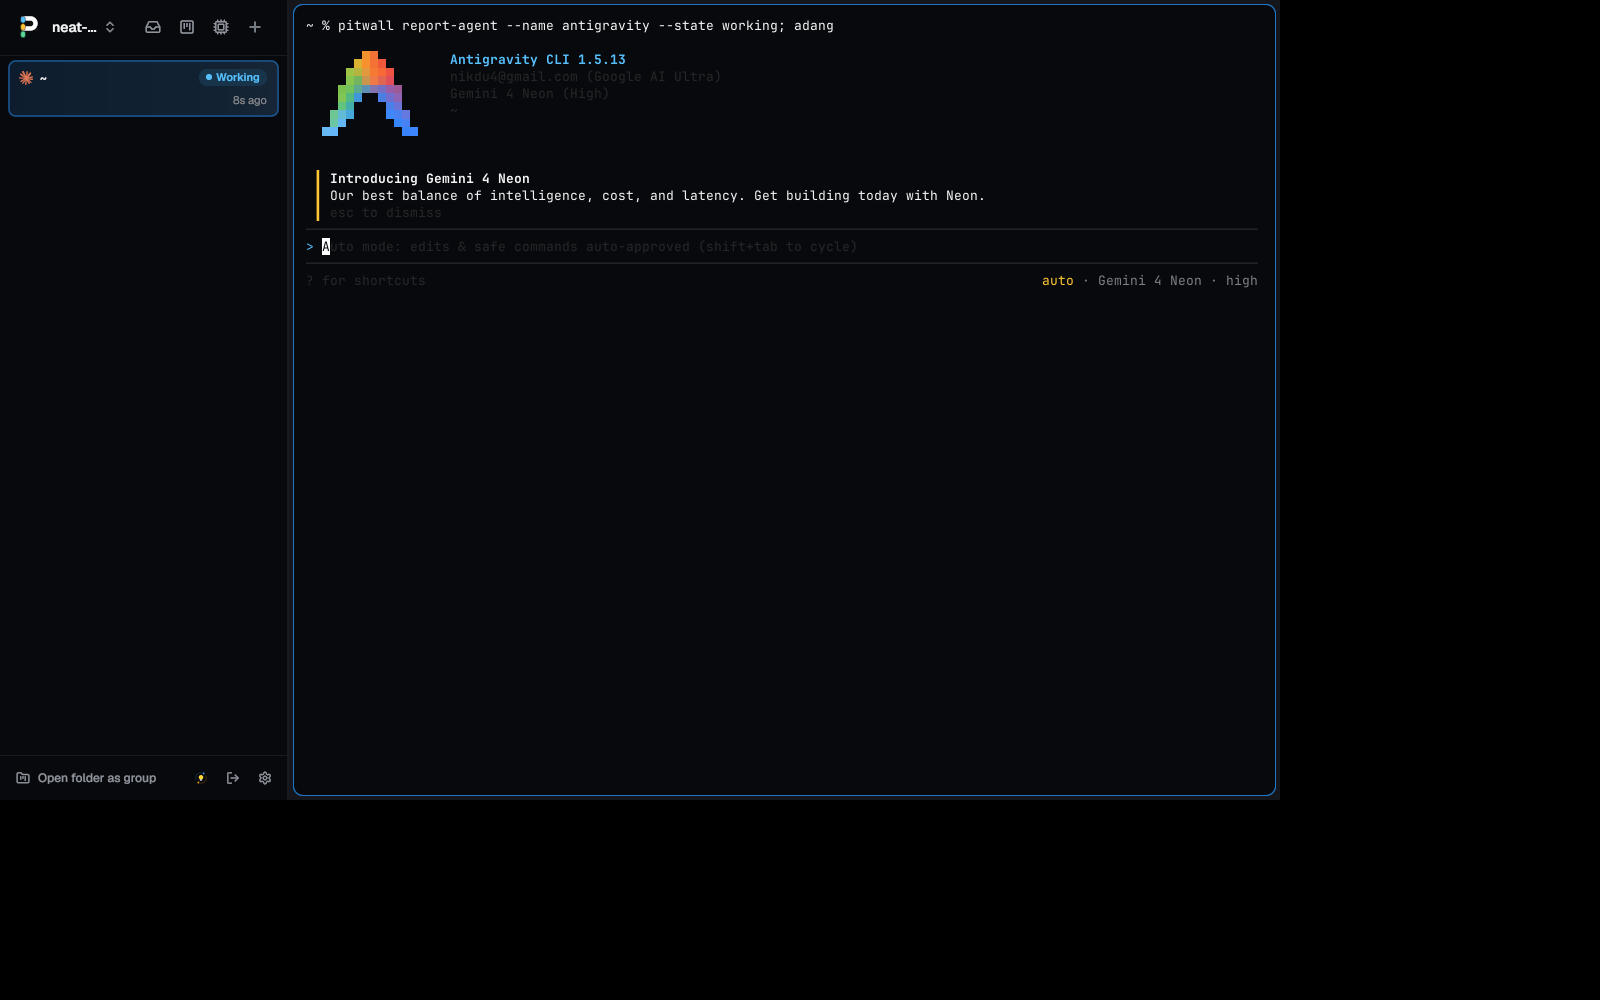 neat-...
~
Working
8s ago
Open folder as group
~ % pitwall report-agent --name antigravity --state working; adang
Antigravity CLI 1.5.13
nikdu4@gmail.com (Google AI Ultra)
Gemini 4 Neon (High)
~
Introducing Gemini 4 Neon
Our best balance of intelligence, cost, and latency. Get building today with Neon.
esc to dismiss
> Auto mode: edits & safe commands auto-approved (shift+tab to cycle)
? for shortcuts
auto · Gemini 4 Neon · high